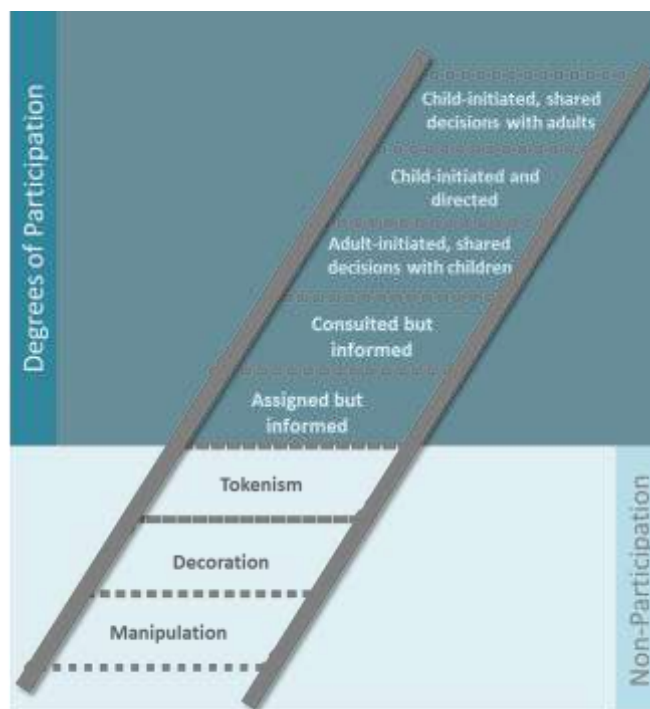 Degrees of Participation
Child-initiated, shared
decisions with adults
Child-initiated and
directed
Adult-initiated, shared
decisions with children
Consulted but
informed
Assigned but
informed
Tokenism
Decoration
Manipulation
Non-Participation